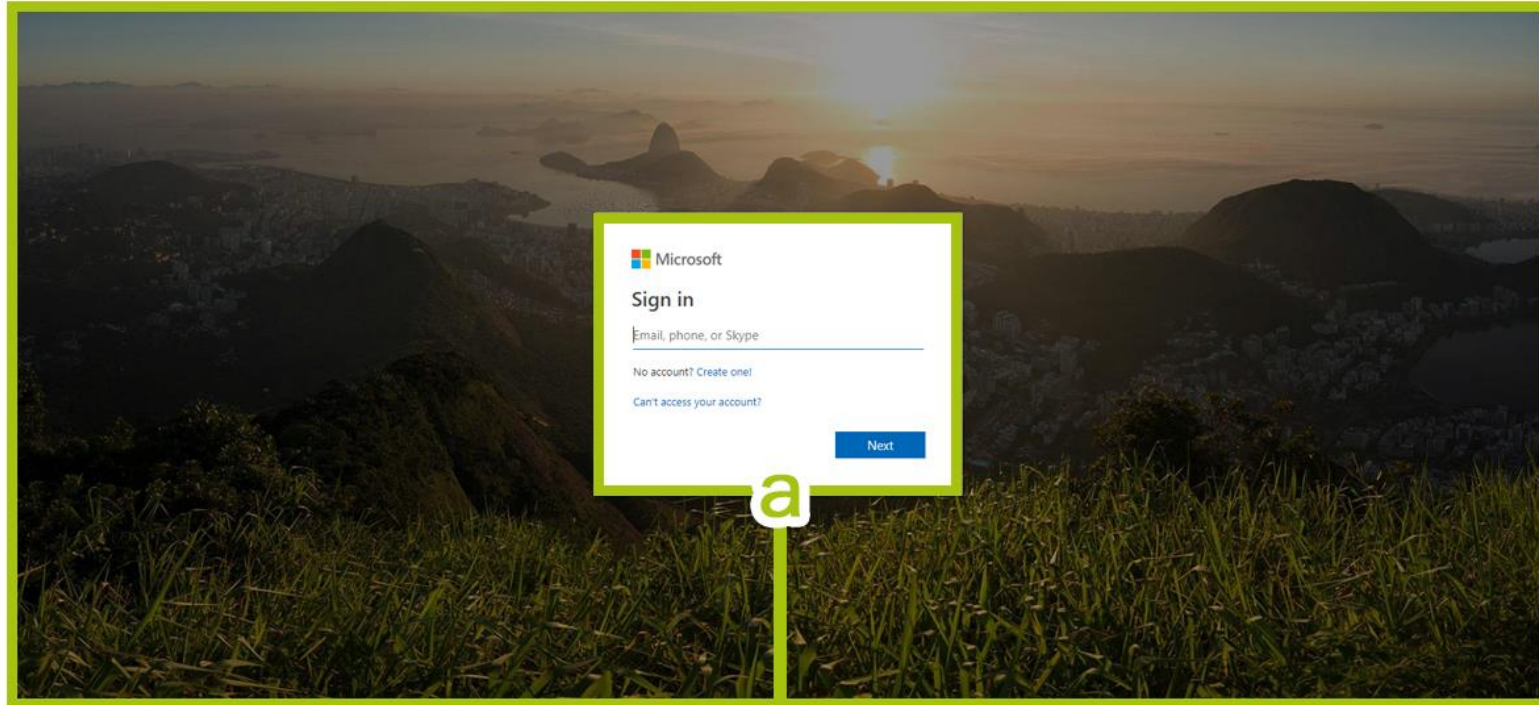 Microsoft
Sign in
Email, phone, or Skype
No account? Create one!
Can't access your account?
Next
a